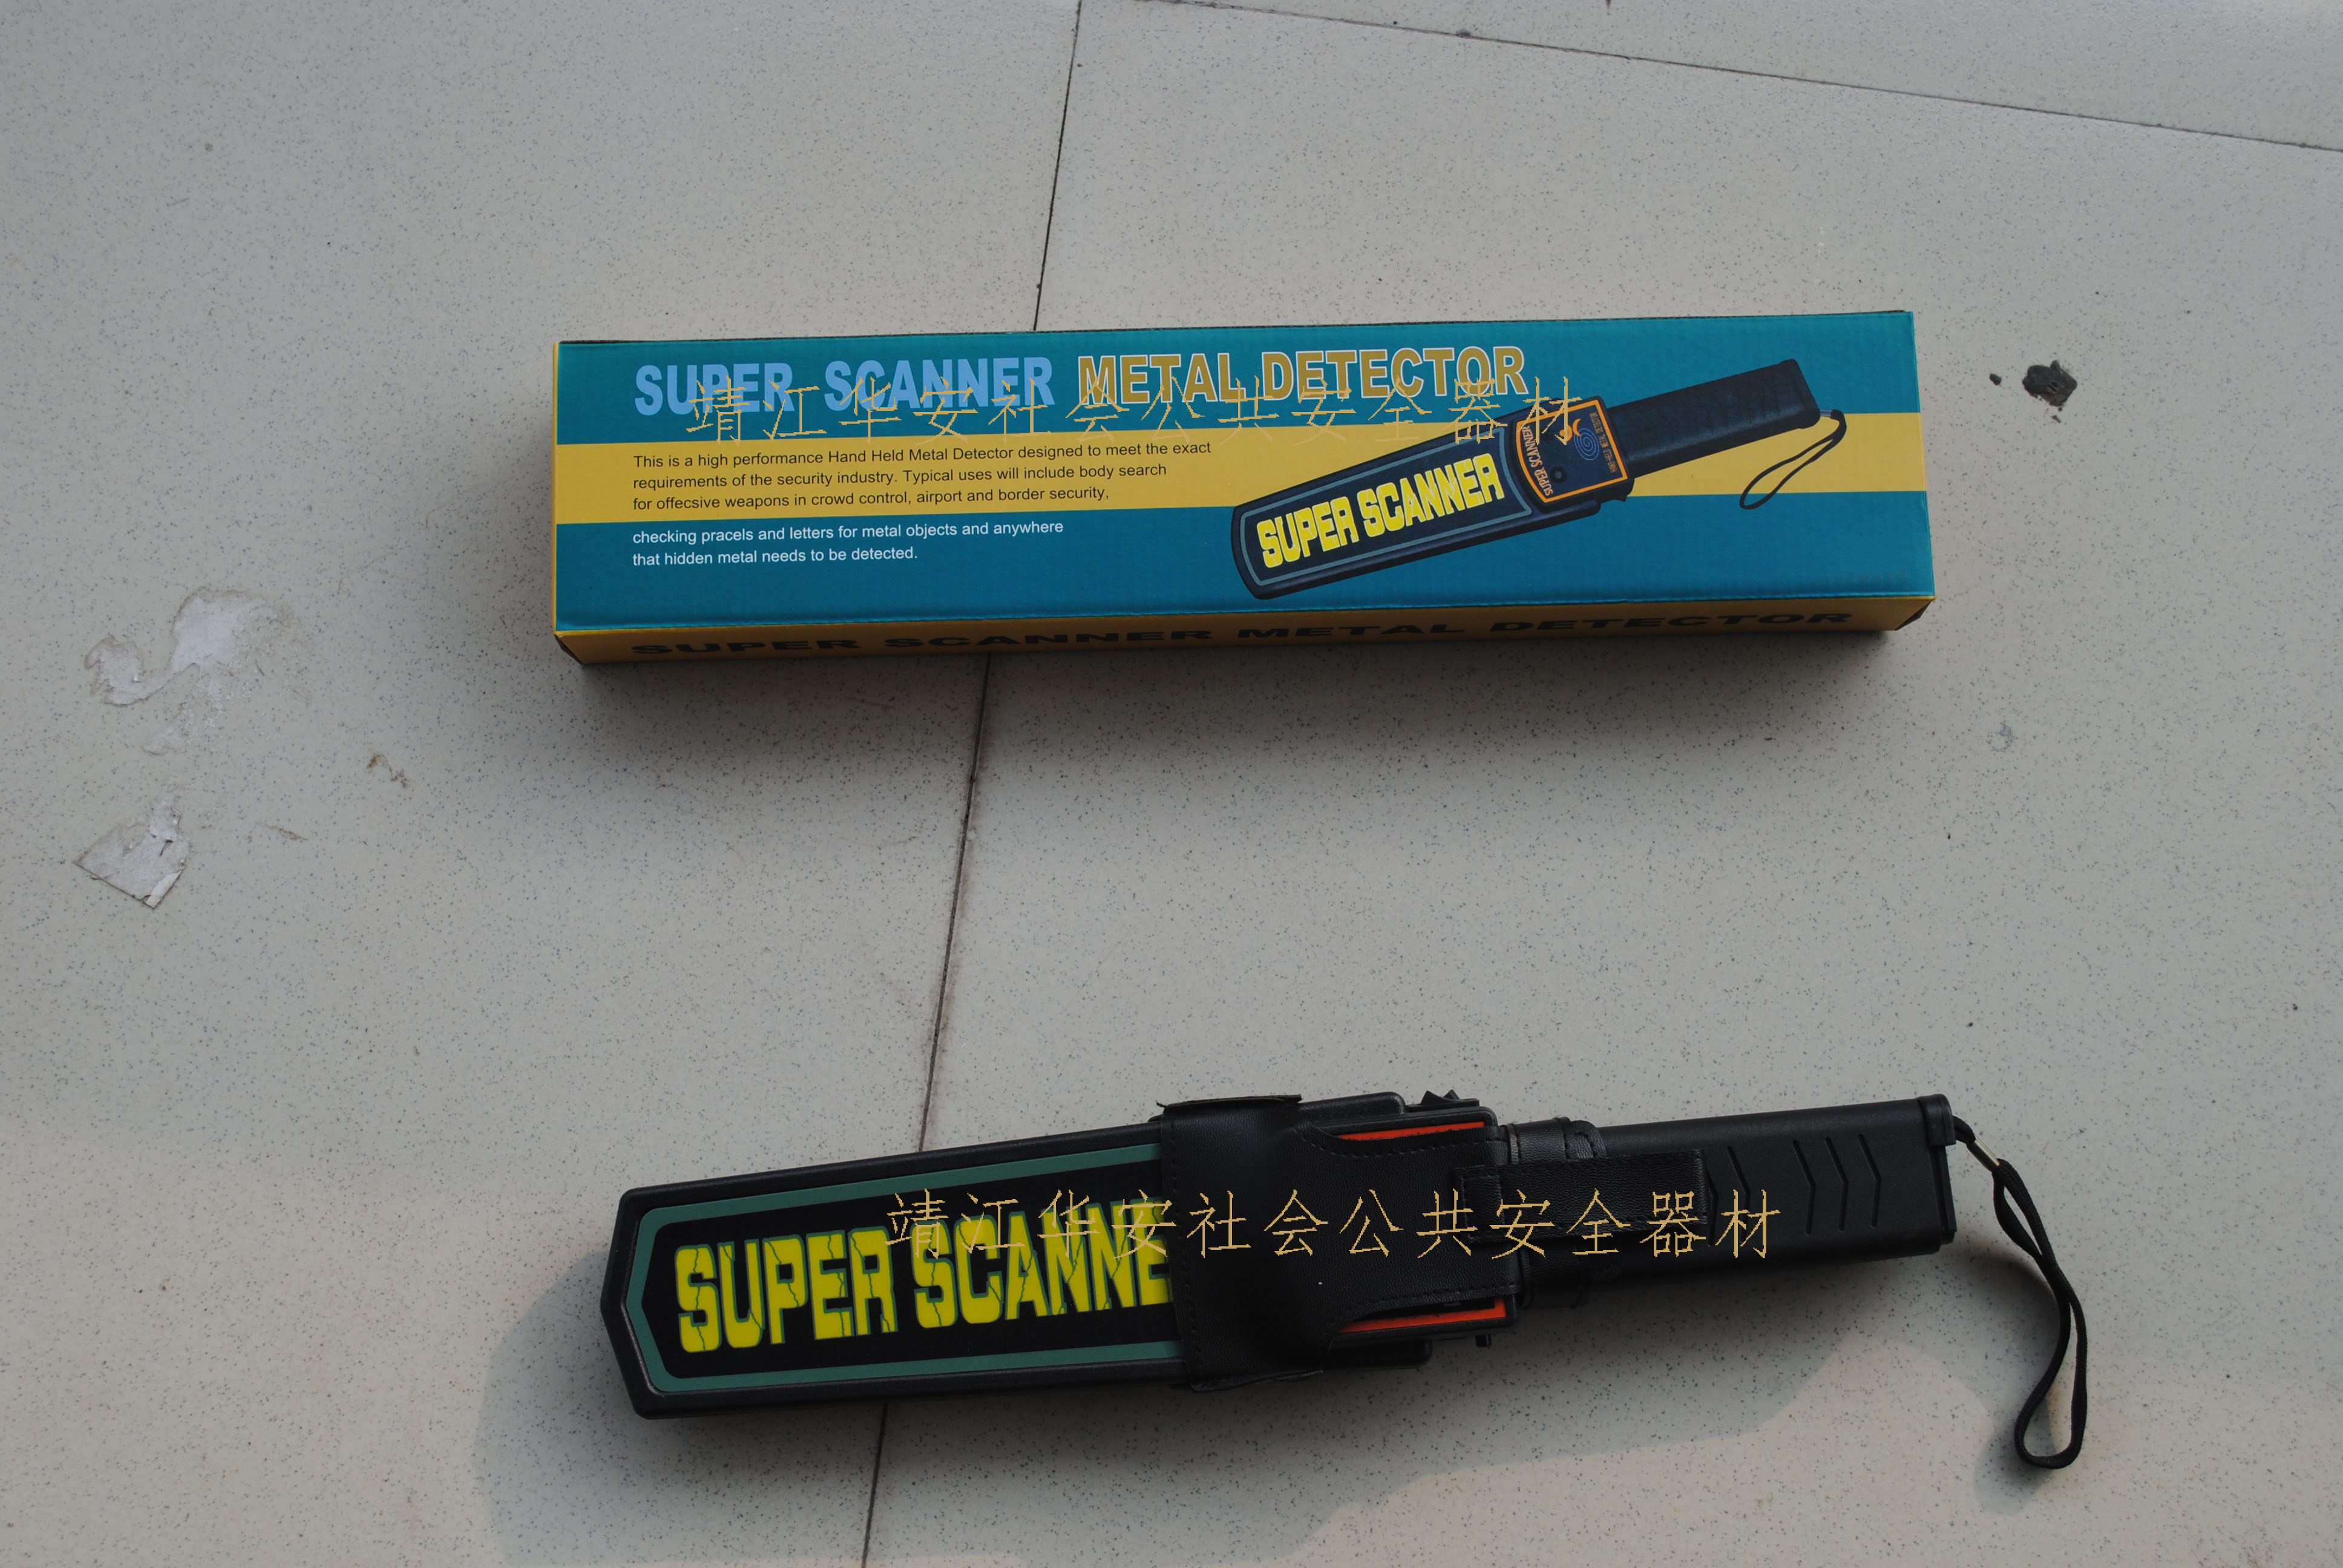 SUPER SCANNER METAL DETECTOR
靖江华安社会公共安全器材
This is a high performance Hand Held Metal Detector designed to meet the exact
requirements of the security industry. Typical uses will include body search
for offecsive weapons in crowd control, airport and border security,
checking pracels and letters for metal objects and anywhere
that hidden metal needs to be detected.
SUPER SCANNER
SUPER SCANNER
SUPER SCANNER METAL DETECTOR
靖江华安社会公共安全器材
SUPER SCANNE